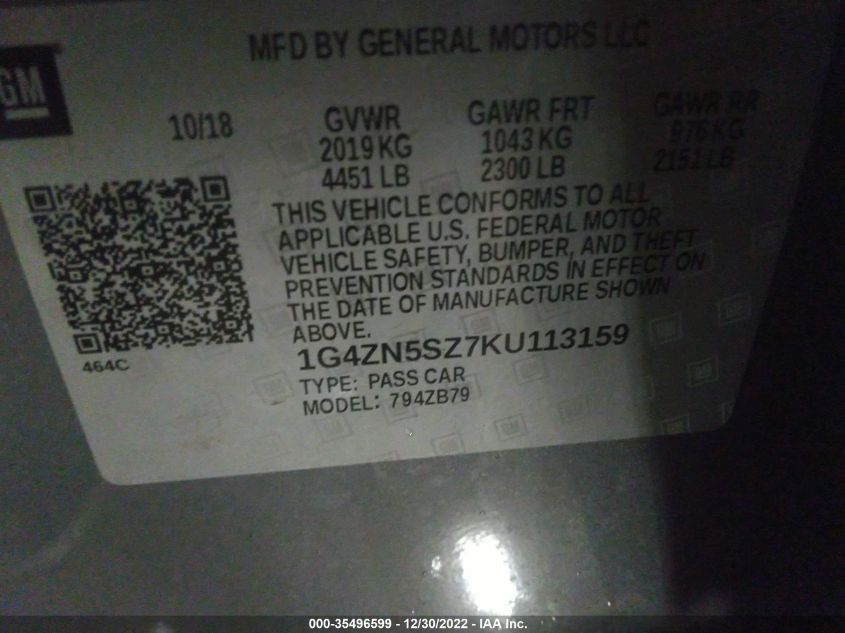 MFD BY GENERAL MOTORS LLC
GM
10/18 GVWR GAWR FRT GAWR RR
2019 KG 1043 KG 976 KG
4451 LB 2300 LB 2151 LB
THIS VEHICLE CONFORMS TO ALL
APPLICABLE U.S. FEDERAL MOTOR
VEHICLE SAFETY, BUMPER, AND THEFT
PREVENTION STANDARDS IN EFFECT ON
THE DATE OF MANUFACTURE SHOWN
ABOVE.
464C
1G4ZN5SZ7KU113159
TYPE: PASS CAR
MODEL: 794ZB79
000-35496599 - 12/30/2022 - IAA Inc.